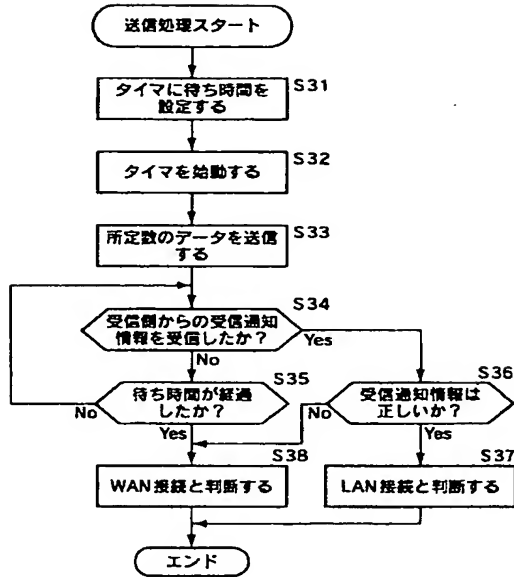 送信処理スタート
S31
タイマに待ち時間を
設定する
S32
タイマを始動する
S33
所定数のデータを送信
する
S34
受信側からの受信通知
情報を受信したか?
Yes
No
S35
待ち時間が経過
したか?
No
Yes
S36
受信通知情報は
正しいか?
No
Yes
S38
WAN接続と判断する
S37
LAN接続と判断する
エンド